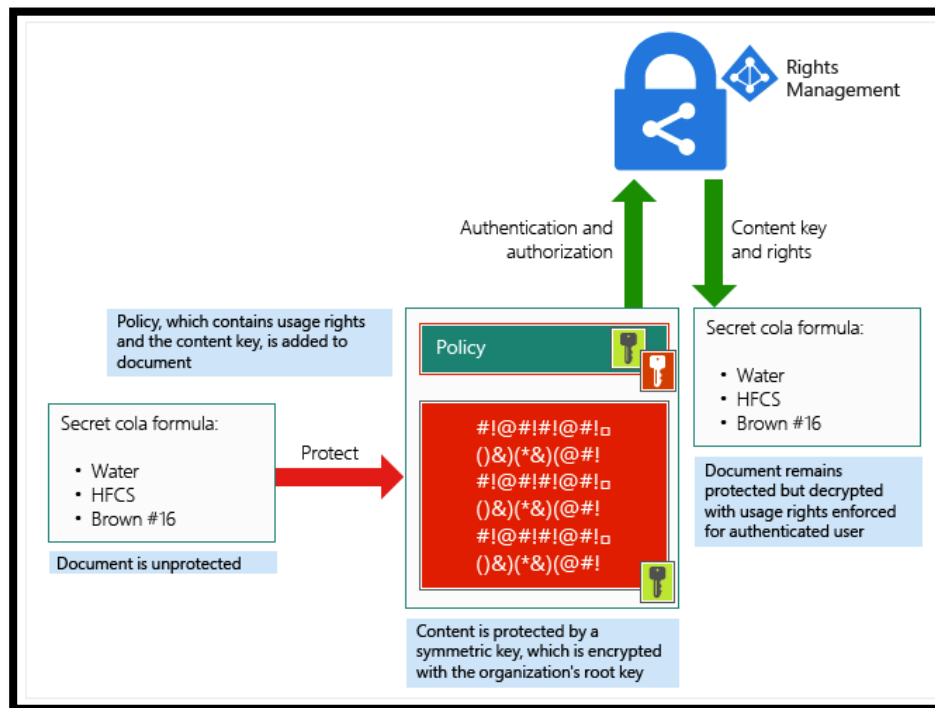 Rights
Management
Authentication and
authorization
Content key
and rights
Policy, which contains usage rights
and the content key, is added to
document
Policy
Secret cola formula:
• Water
• HFCS
• Brown #16
Secret cola formula:
• Water
• HFCS
• Brown #16
Protect
#!@#!#!@#!□
()&)(*&)(@#!
#!@#!#!@#!□
()&)(*&)(@#!
#!@#!#!@#!□
()&)(*&)(@#!
Document remains
protected but decrypted
with usage rights enforced
for authenticated user
Document is unprotected
Content is protected by a
symmetric key, which is encrypted
with the organization's root key